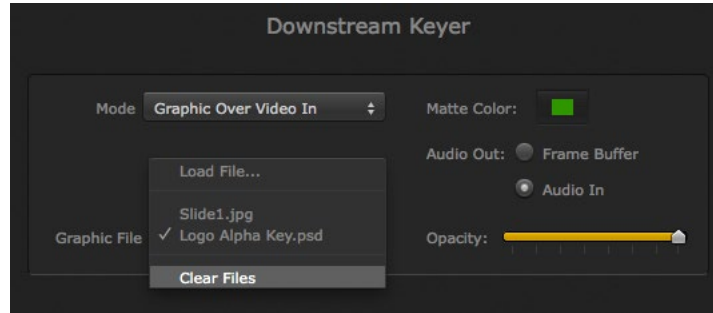 Downstream Keyer
Mode Graphic Over Video In
Matte Color:
Audio Out: Frame Buffer
Audio In
Load File...
Slide1.jpg
Graphic File ✓ Logo Alpha Key.psd
Opacity:
Clear Files